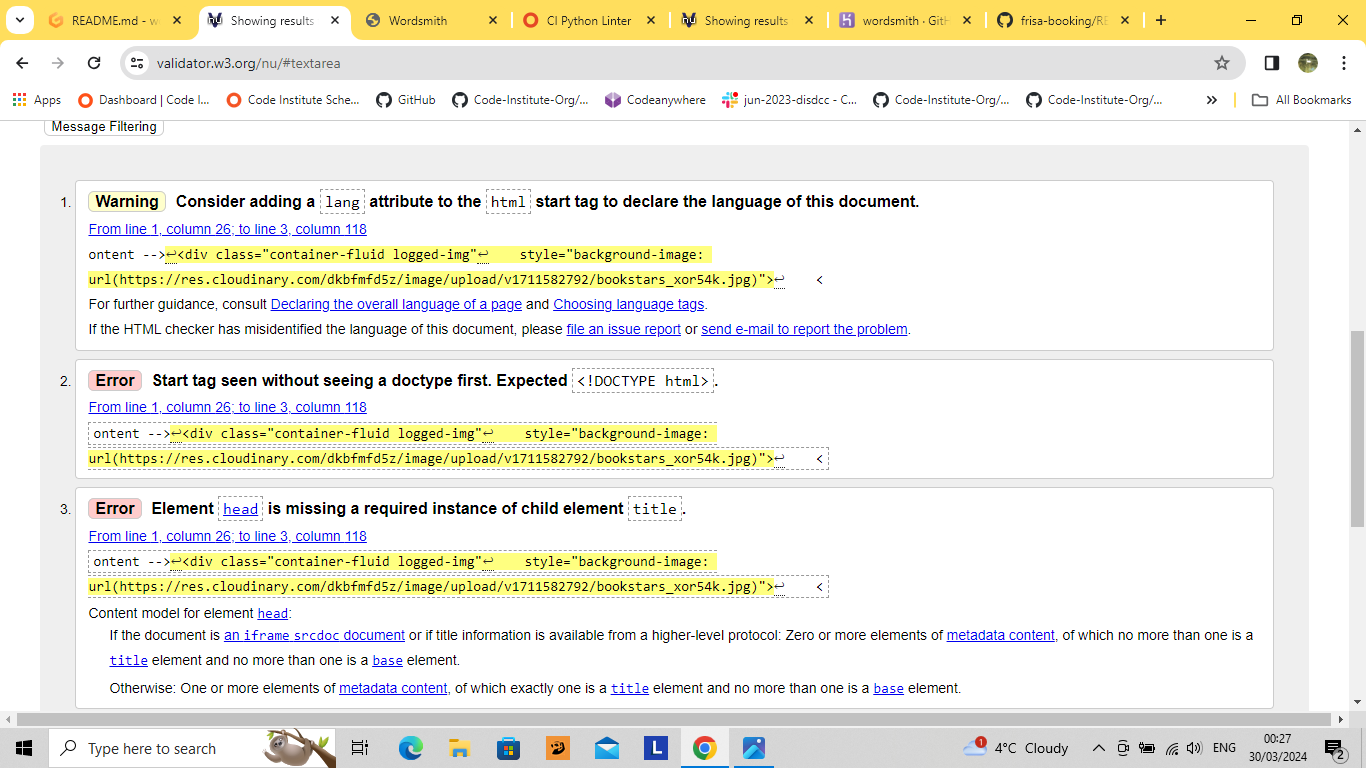 README.md - w
Showing results
Wordsmith
CI Python Linter
Showing results
wordsmith · GitH
frisa-booking/RE
validator.w3.org/nu/#textarea
Apps
Dashboard | Code I...
Code Institute Sche...
GitHub
Code-Institute-Org/...
Codeanywhere
jun-2023-disdcc - C...
Code-Institute-Org/...
Code-Institute-Org/...
All Bookmarks
Message Filtering
1. Warning Consider adding a lang attribute to the html start tag to declare the language of this document.
From line 1, column 26; to line 3, column 118
ontent -->↩<div class="container-fluid logged-img"↩ style="background-image:
url(https://res.cloudinary.com/dkbfmfd5z/image/upload/v1711582792/bookstars_xor54k.jpg)">↩ <
For further guidance, consult Declaring the overall language of a page and Choosing language tags.
If the HTML checker has misidentified the language of this document, please file an issue report or send e-mail to report the problem.
2. Error Start tag seen without seeing a doctype first. Expected <!DOCTYPE html>.
From line 1, column 26; to line 3, column 118
ontent -->↩<div class="container-fluid logged-img"↩ style="background-image:
url(https://res.cloudinary.com/dkbfmfd5z/image/upload/v1711582792/bookstars_xor54k.jpg)">↩ <
3. Error Element head is missing a required instance of child element title.
From line 1, column 26; to line 3, column 118
ontent -->↩<div class="container-fluid logged-img"↩ style="background-image:
url(https://res.cloudinary.com/dkbfmfd5z/image/upload/v1711582792/bookstars_xor54k.jpg)">↩ <
Content model for element head:
If the document is an iframe srcdoc document or if title information is available from a higher-level protocol: Zero or more elements of metadata content, of which no more than one is a
title element and no more than one is a base element.
Otherwise: One or more elements of metadata content, of which exactly one is a title element and no more than one is a base element.
Type here to search
L
1
4°C Cloudy
ENG
00:27
30/03/2024
2